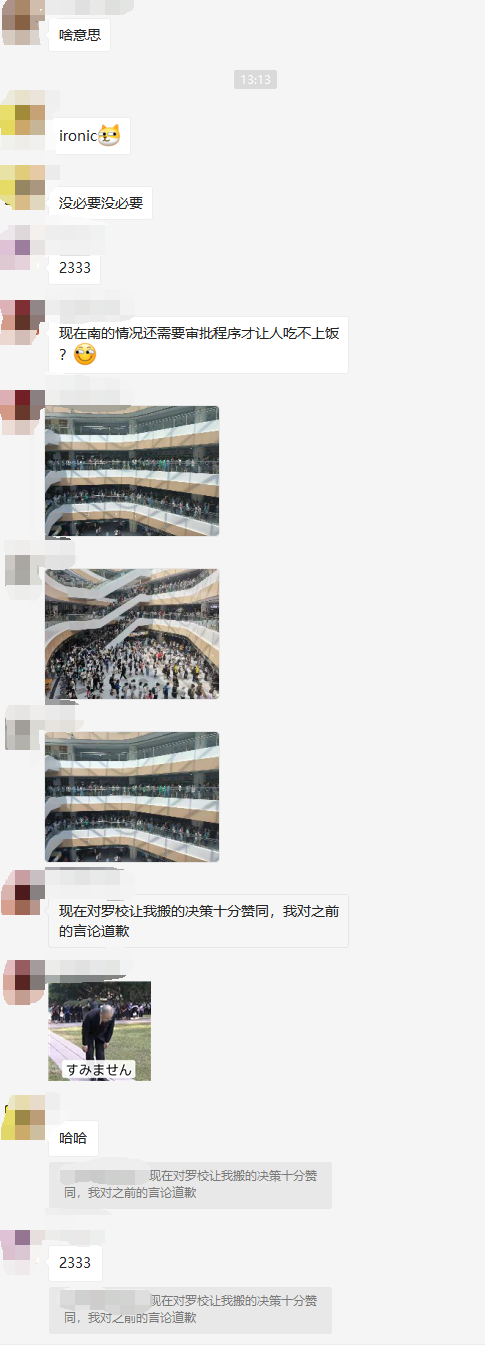 啥意思
13:13
ironic
没必要没必要
2333
现在南的情况还需要审批程序才让人吃不上饭
?
现在对罗校让我搬的决策十分赞同，我对之前
的言论道歉
すみません
哈哈
现在对罗校让我搬的决策十分赞
同，我对之前的言论道歉
2333
现在对罗校让我搬的决策十分赞
同，我对之前的言论道歉